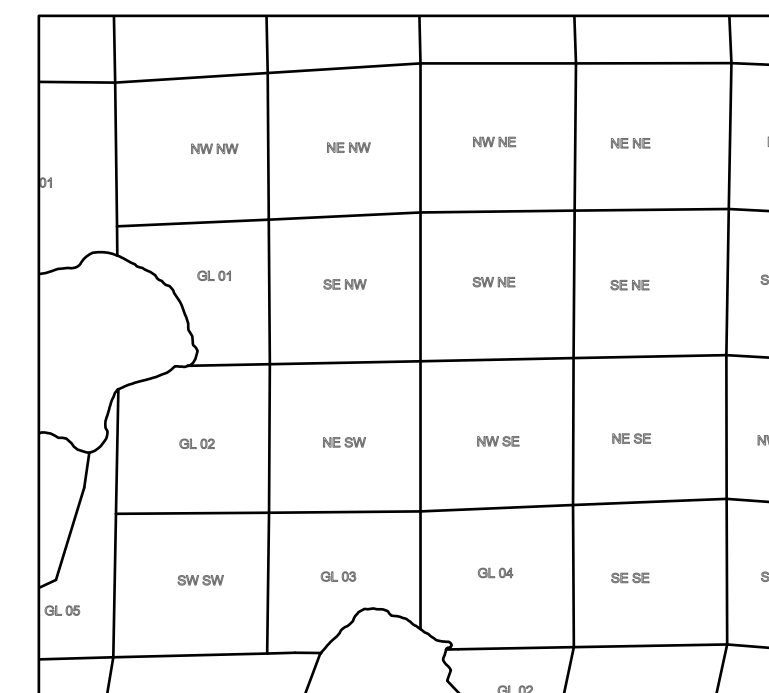 NW NW
NE NW
NW NE
NE NE
01
GL 01
SE NW
SW NE
SE NE
S
GL 02
NE SW
NW SE
NE SE
SW SW
GL 03
GL 04
SE SE
S
GL 05
GL 02